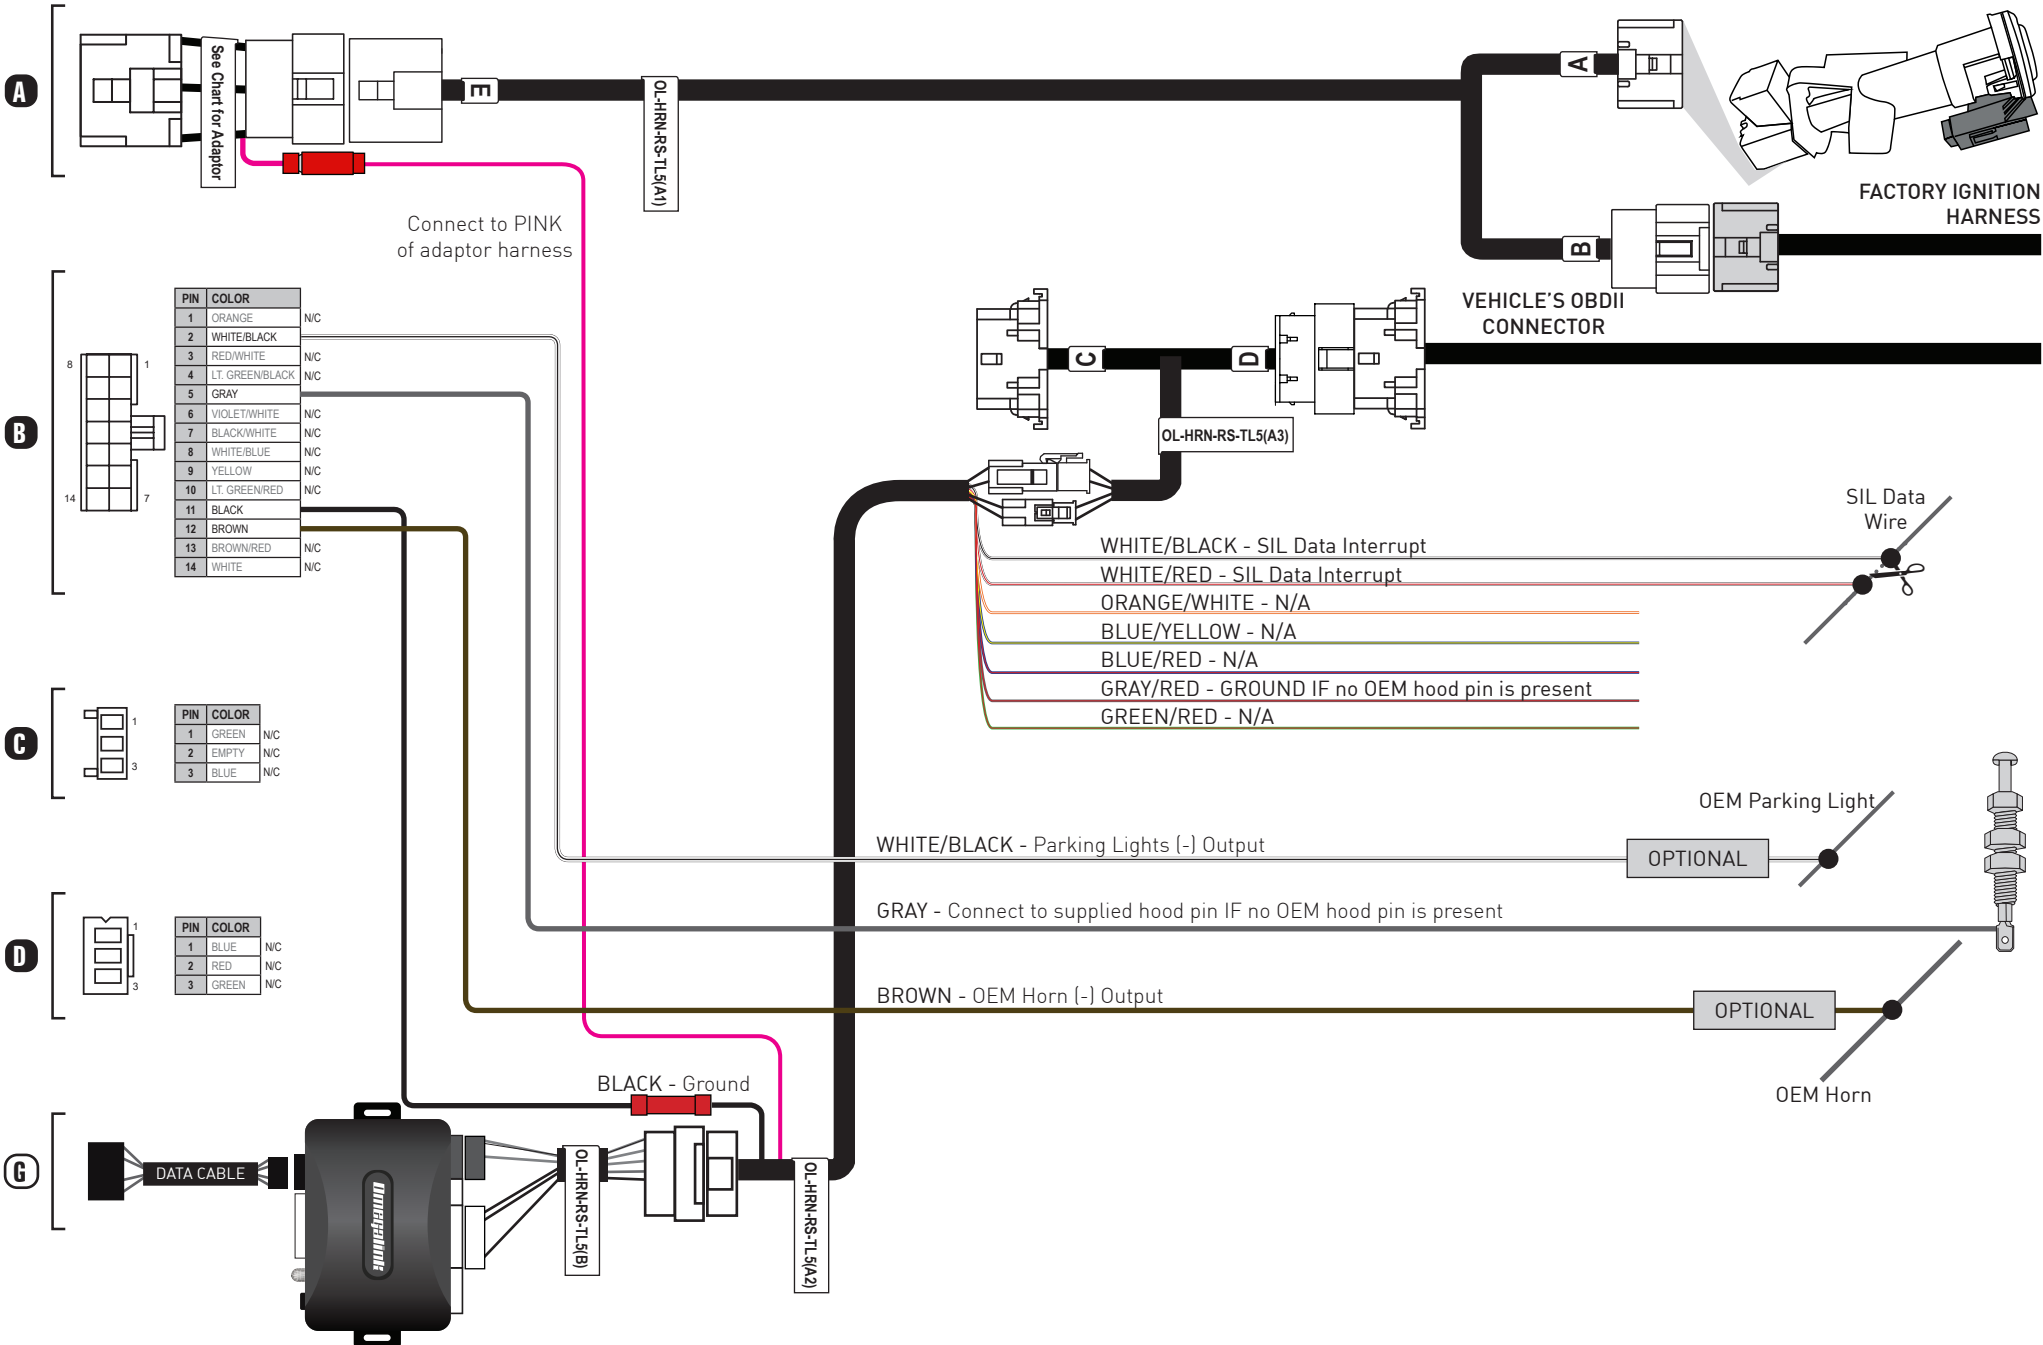 A
See Chart for Adaptor
E
OL-HRN-RS-TL5(A1)
A
B
FACTORY IGNITION
HARNESS
Connect to PINK
of adaptor harness
VEHICLE'S OBDII
CONNECTOR
C
D
OL-HRN-RS-TL5(A3)
B
8
1
14
7
PIN COLOR
1 ORANGE N/C
2 WHITE/BLACK
3 RED/WHITE N/C
4 LT. GREEN/BLACK N/C
5 GRAY
6 VIOLET/WHITE N/C
7 BLACK/WHITE N/C
8 WHITE/BLUE N/C
9 YELLOW N/C
10 LT. GREEN/RED N/C
11 BLACK
12 BROWN
13 BROWN/RED N/C
14 WHITE N/C
SIL Data
Wire
WHITE/BLACK - SIL Data Interrupt
WHITE/RED - SIL Data Interrupt
ORANGE/WHITE - N/A
BLUE/YELLOW - N/A
BLUE/RED - N/A
GRAY/RED - GROUND IF no OEM hood pin is present
GREEN/RED - N/A
C
1
3
PIN COLOR
1 GREEN N/C
2 EMPTY N/C
3 BLUE N/C
OEM Parking Light
WHITE/BLACK - Parking Lights (-) Output
OPTIONAL
GRAY - Connect to supplied hood pin IF no OEM hood pin is present
D
1
3
PIN COLOR
1 BLUE N/C
2 RED N/C
3 GREEN N/C
BROWN - OEM Horn (-) Output
OPTIONAL
OEM Horn
BLACK - Ground
G
DATA CABLE
Omegalink
OL-HRN-RS-TL5(B)
OL-HRN-RS-TL5(A2)